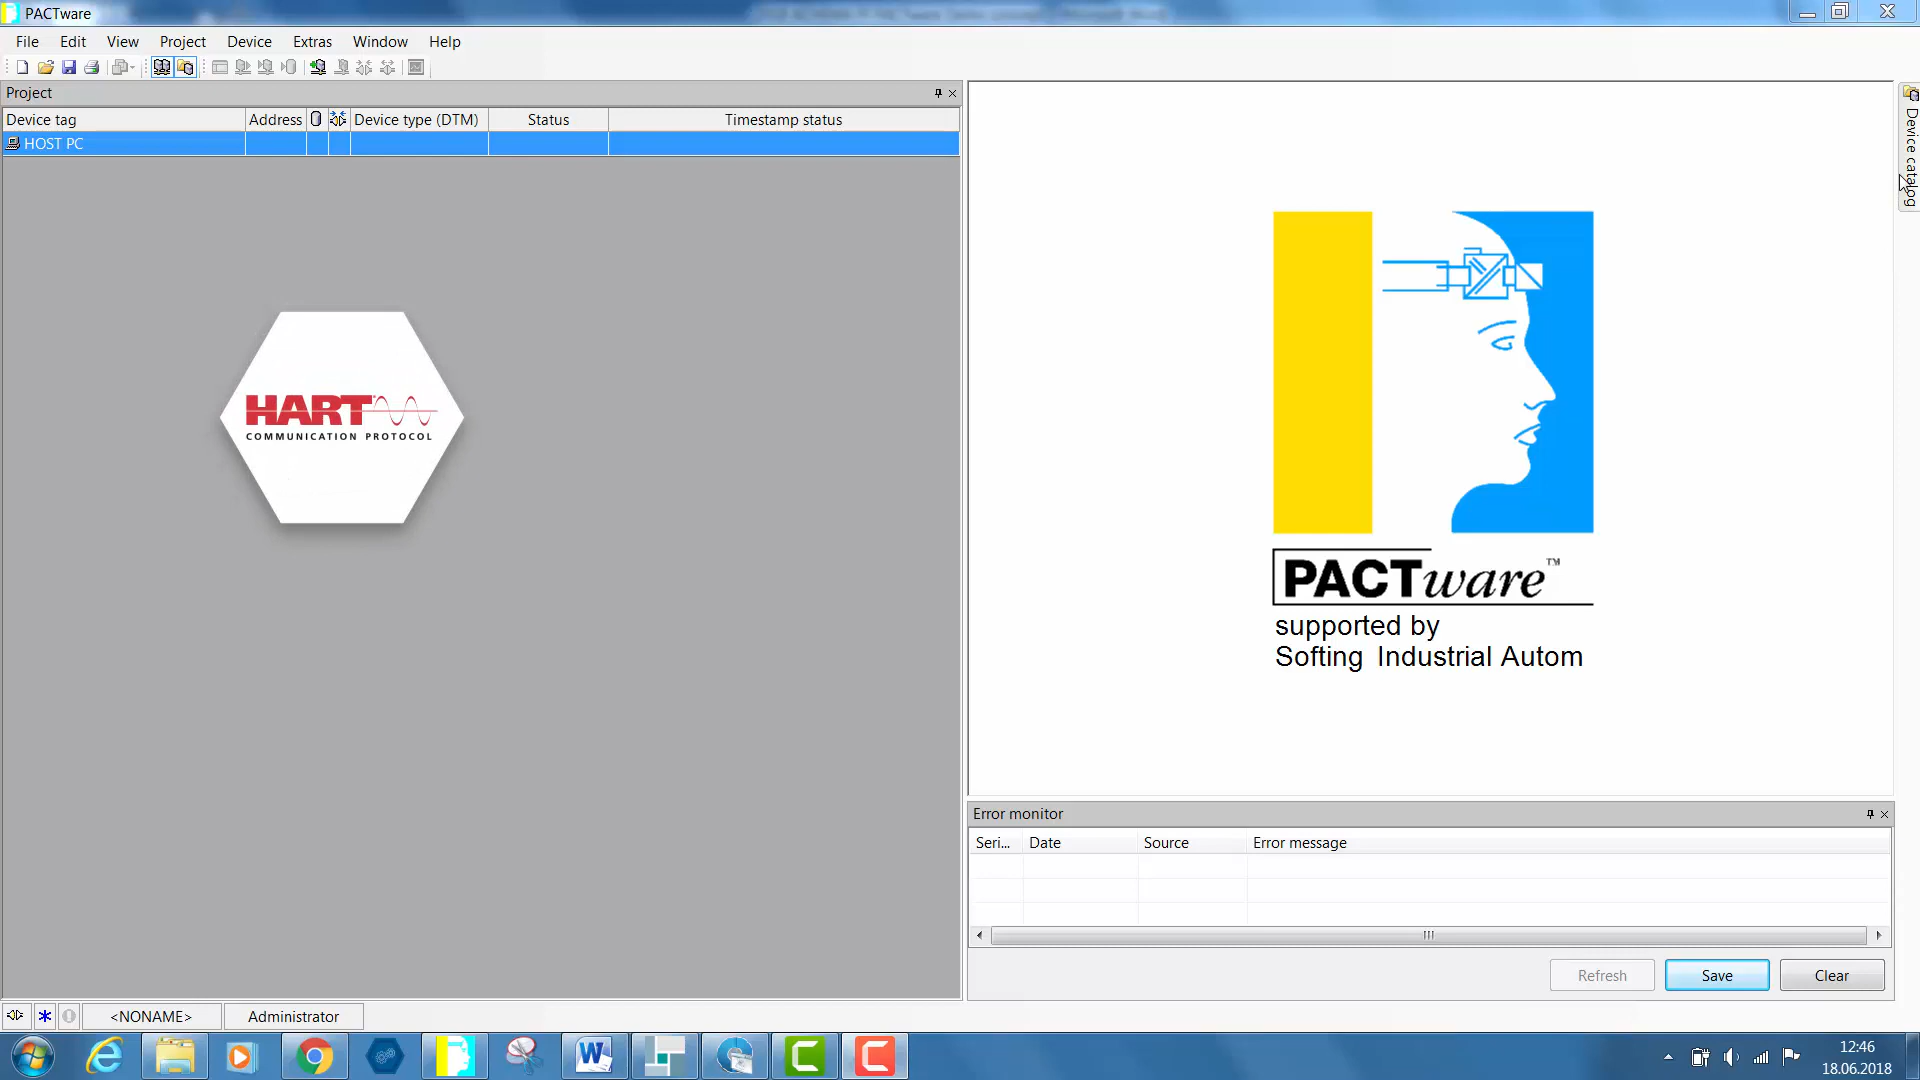 PACTware
File Edit View Project Device Extras Window Help
Project
Device tag Address Device type (DTM) Status Timestamp status
HOST PC
Device catalog
HART
COMMUNICATION PROTOCOL
PACTware™
supported by
Softing Industrial Autom
Error monitor
Seri... Date Source Error message
Refresh Save Clear
<NONAME> Administrator
12:46
18.06.2018